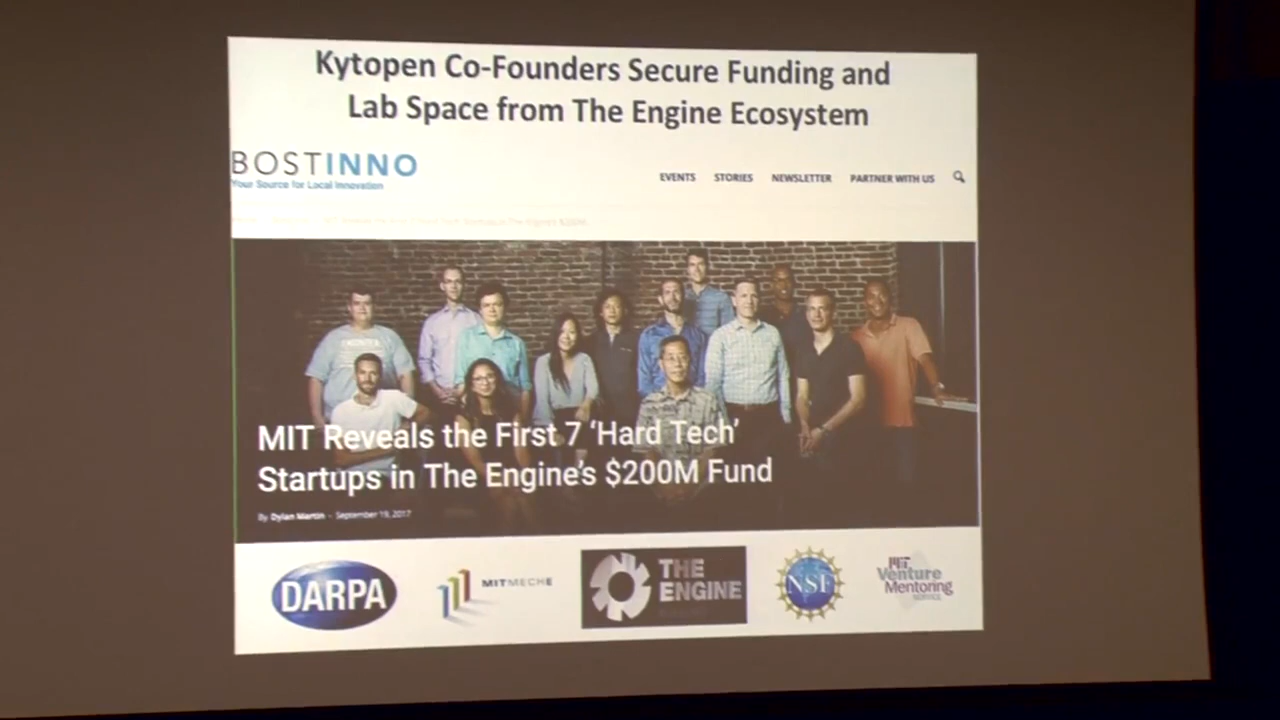 Kytopen Co-Founders Secure Funding and
Lab Space from The Engine Ecosystem
BOSTINNO
Your Source for Local Innovation
EVENTS STORIES NEWSLETTER PARTNER WITH US
MIT Reveals the First 7 ‘Hard Tech’
Startups in The Engine’s $200M Fund
By Dylan Martin - September 19, 2017
DARPA
MITMECHE
THE
ENGINE
NSF
MIT
Venture
Mentoring
SERVICE